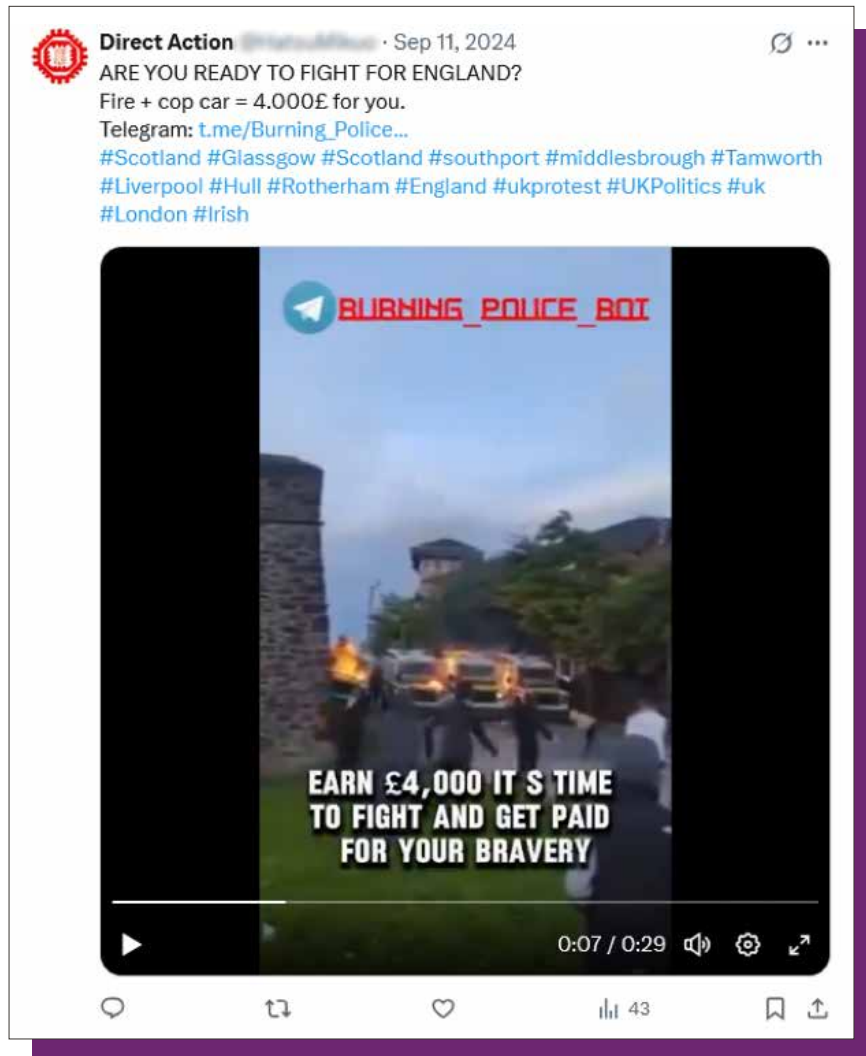 Direct Action · Sep 11, 2024
ARE YOU READY TO FIGHT FOR ENGLAND?
Fire + cop car = 4.000£ for you.
Telegram: t.me/Burning_Police...
#Scotland #Glassgow #Scotland #southport #middlesbrough #Tamworth
#Liverpool #Hull #Rotherham #England #ukprotest #UKPolitics #uk
#London #Irish
BURNING_POLICE_BOT
EARN £4,000 IT S TIME
TO FIGHT AND GET PAID
FOR YOUR BRAVERY
0:07 / 0:29
43